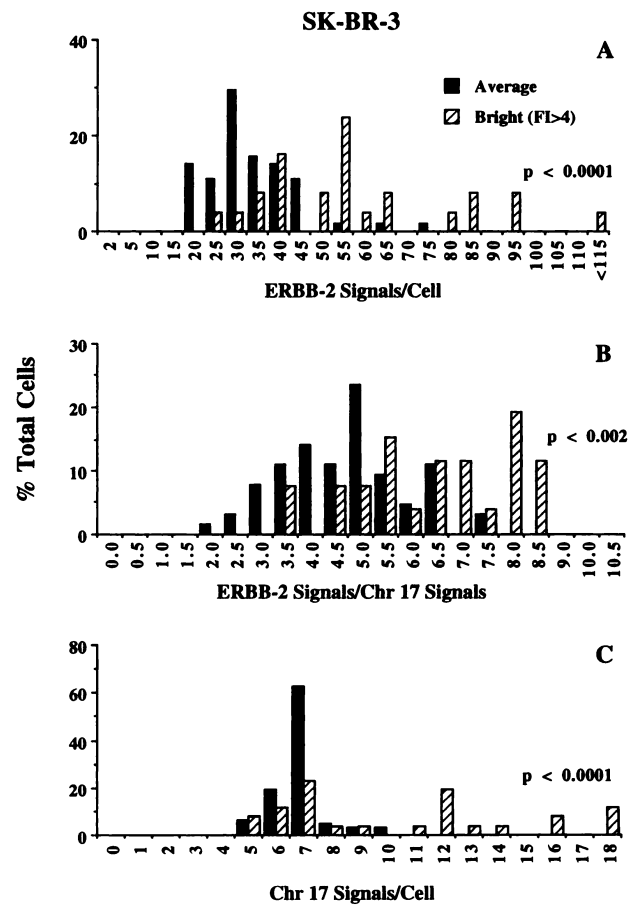 SK-BR-3
A
40
20
0
Average
Bright (FI>4)
p < 0.0001
2 5 10 15 20 25 30 35 40 45 50 55 60 65 70 75 80 85 90 95 100 105 110 <115
ERBB-2 Signals/Cell
% Total Cells
B
30
20
10
0
p < 0.002
0.0 0.5 1.0 1.5 2.0 2.5 3.0 3.5 4.0 4.5 5.0 5.5 6.0 6.5 7.0 7.5 8.0 8.5 9.0 10.0 10.5
ERBB-2 Signals/Chr 17 Signals
C
80
60
40
20
0
p < 0.0001
0 1 2 3 4 5 6 7 8 9 10 11 12 13 14 16 17 18
Chr 17 Signals/Cell